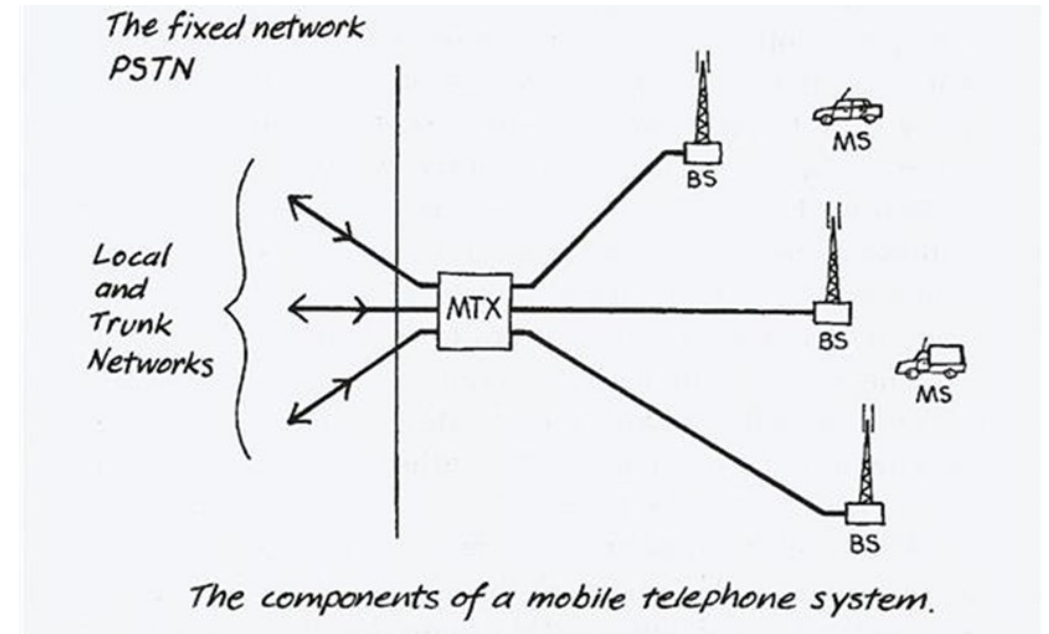 The fixed network
PSTN
BS
MS
Local
and
Trunk
Networks
MTX
BS
MS
BS
The components of a mobile telephone system.